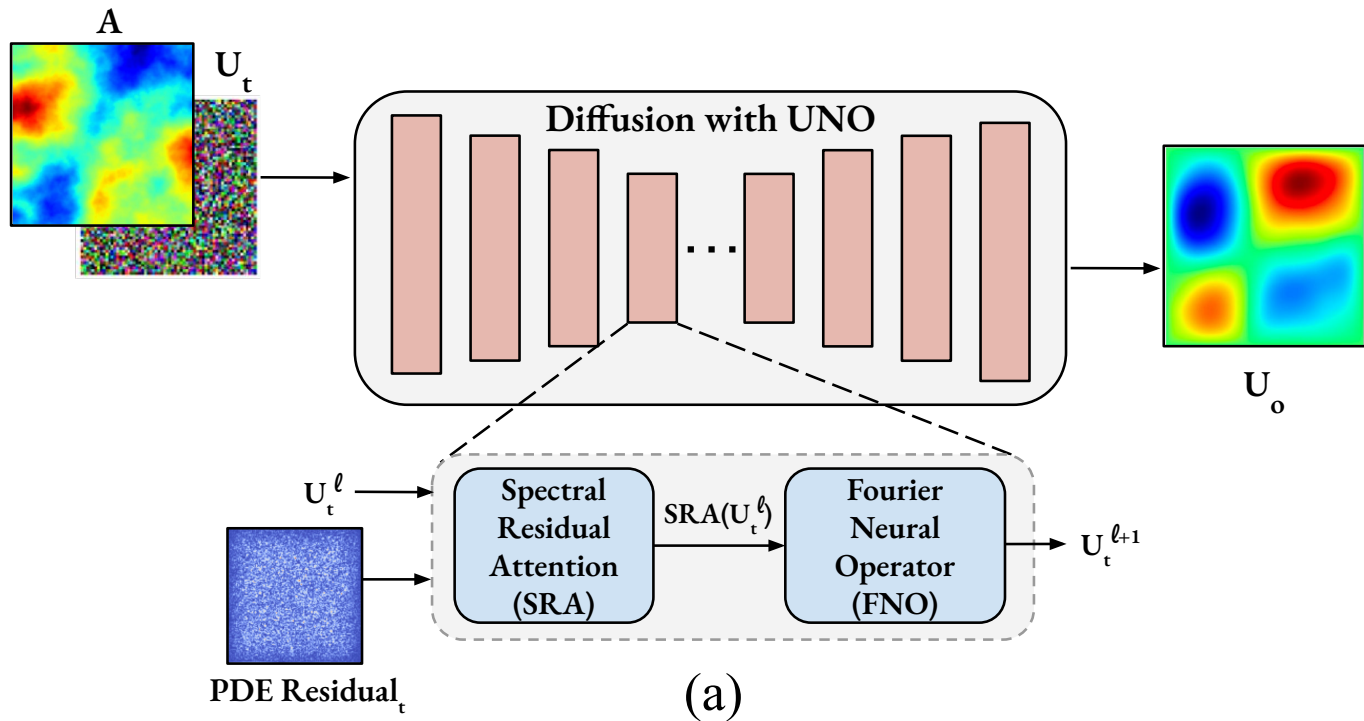 A
U_t
Diffusion with UNO
...
U_o
U_t^ℓ
Spectral
Residual
Attention
(SRA)
SRA(U_t^ℓ)
Fourier
Neural
Operator
(FNO)
U_t^{ℓ+1}
PDE Residual_t
(a)